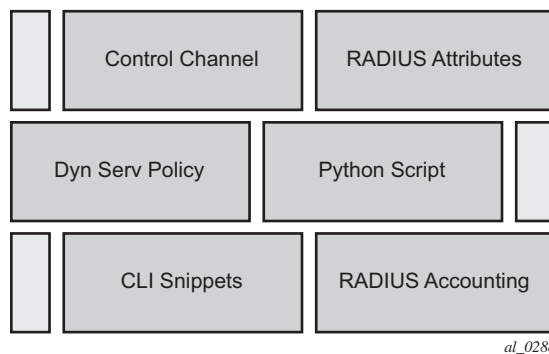 Control Channel RADIUS Attributes
Dyn Serv Policy Python Script
CLI Snippets RADIUS Accounting